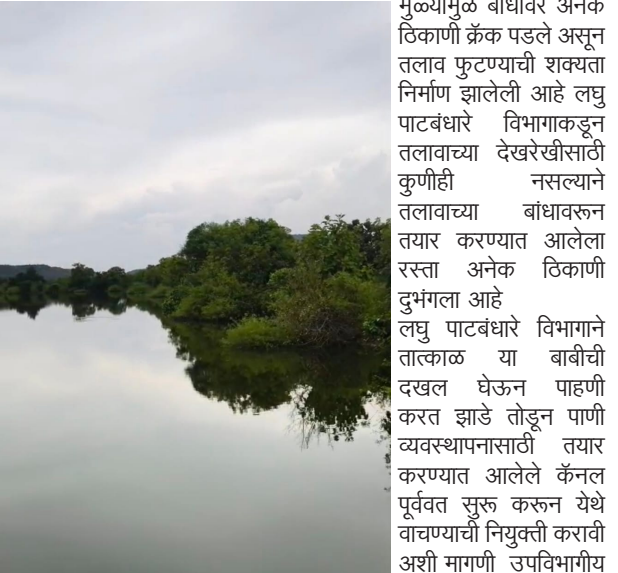 मुळ्यामुळे बांधावर अनेक
ठिकाणी क्रॅक पडले असून
तलाव फुटण्याची शक्यता
निर्माण झालेली आहे लघु
पाटबंधारे विभागाकडून
तलावाच्या देखरेखीसाठी
कुणीही नसल्याने
तलावाच्या बांधावरून
तयार करण्यात आलेला
रस्ता अनेक ठिकाणी
दुभंगला आहे
लघु पाटबंधारे विभागाने
तात्काळ या बाबीची
दखल घेऊन पाहणी
करत झाडे तोडून पाणी
व्यवस्थापनासाठी तयार
करण्यात आलेले कॅनल
पूर्ववत सुरू करून येथे
वाचण्याची नियुक्ती करावी
अशी मागणी उपविभागीय